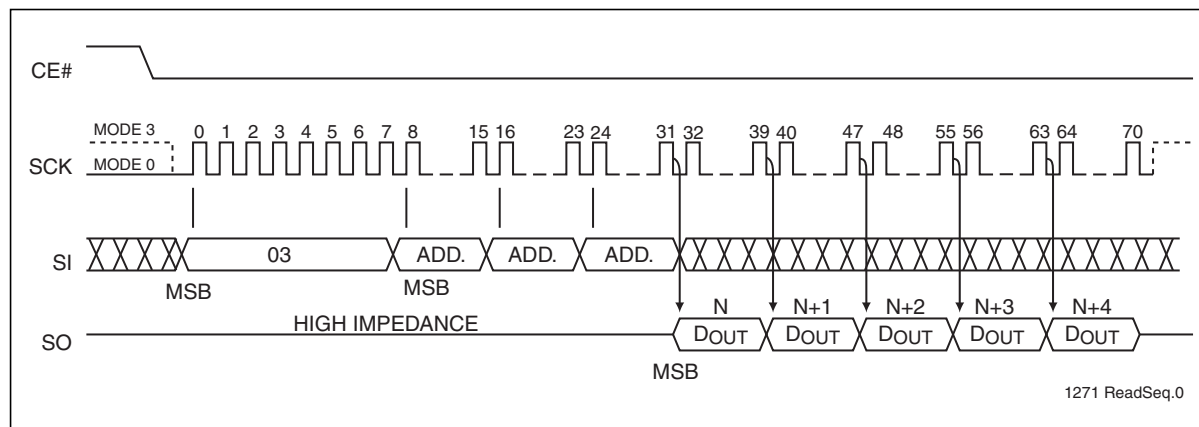 CE#
MODE 3
0 1 2 3 4 5 6 7 8 15 16 23 24 31 32 39 40 47 48 55 56 63 64 70
SCK
MODE 0
SI
03
ADD.
ADD.
ADD.
MSB
MSB
HIGH IMPEDANCE
N
N+1
N+2
N+3
N+4
SO
DOUT
DOUT
DOUT
DOUT
DOUT
MSB
1271 ReadSeq.0